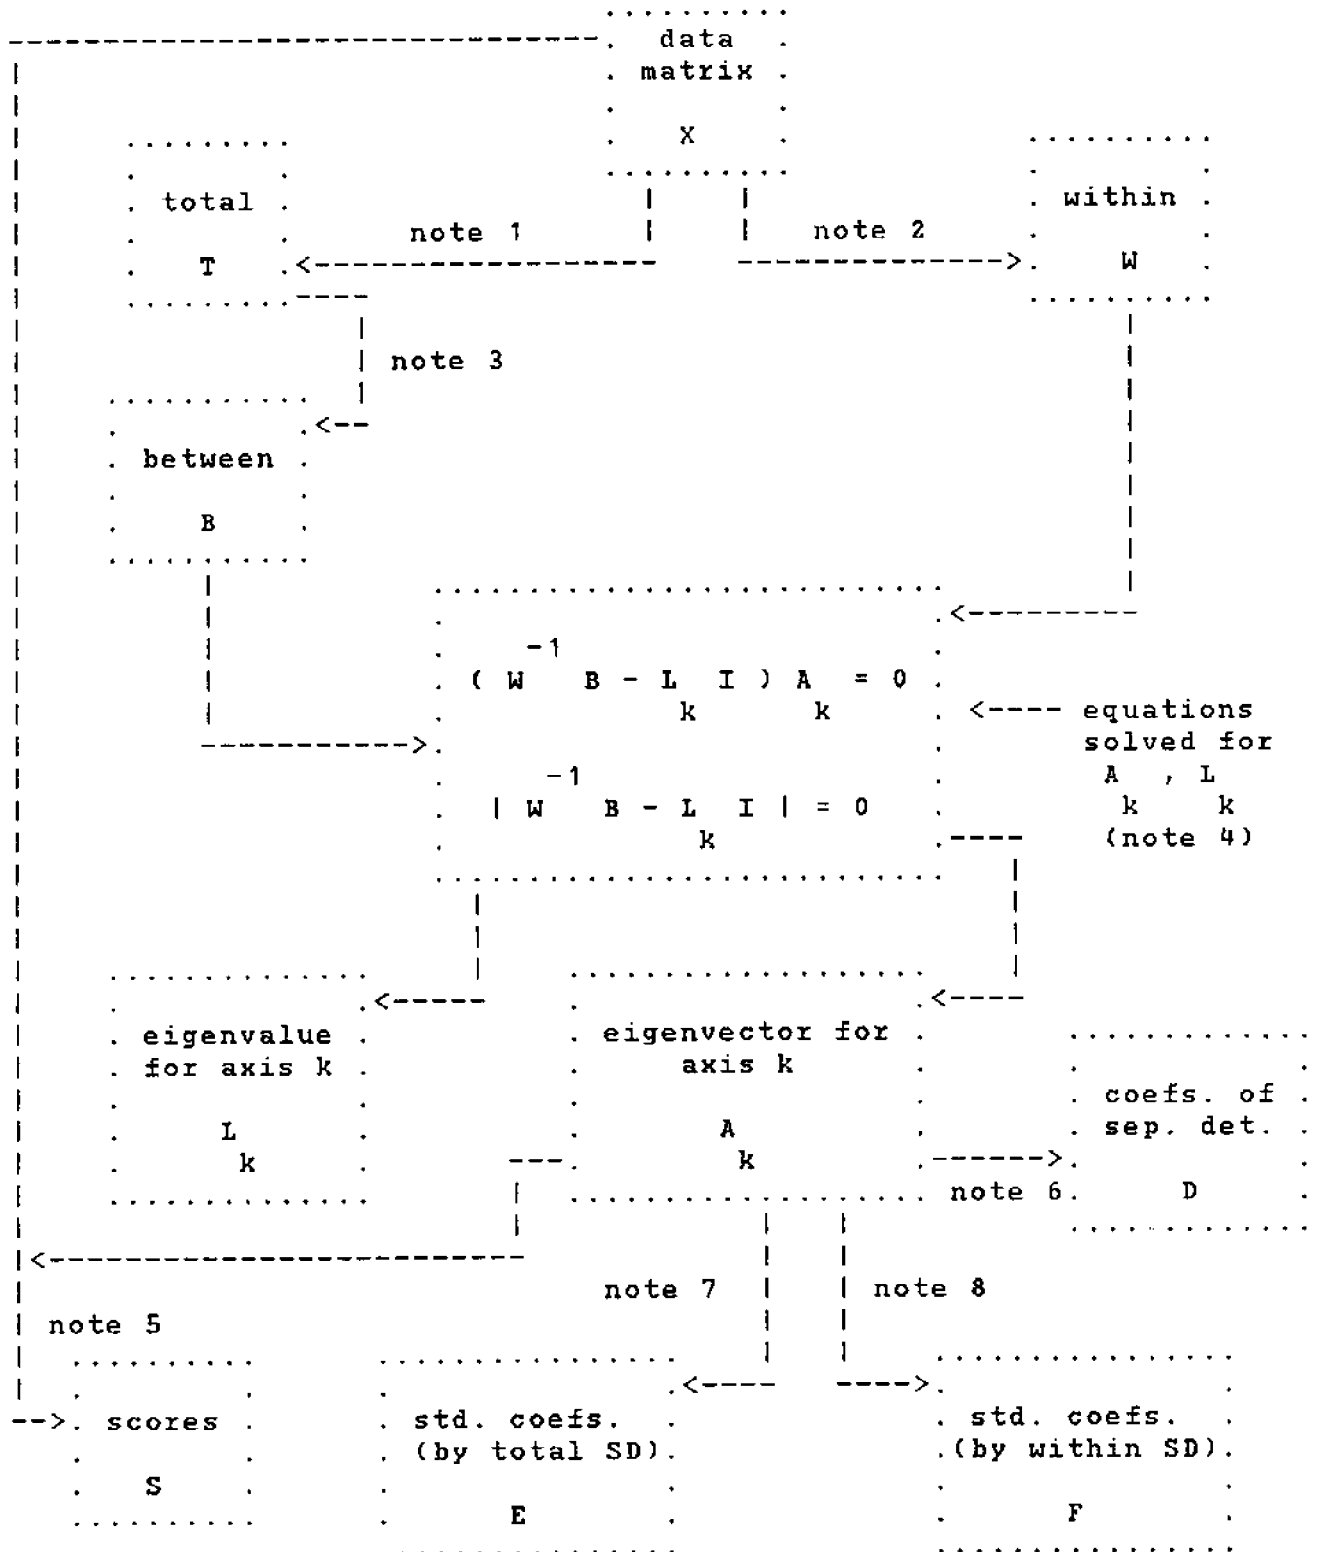 data
matrix
X
total
T
note 1
note 2
within
W
note 3
between
B
-1
( W B - L I ) A = 0
k k
-1
| W B - L I | = 0
k
equations
solved for
A , L
k k
(note 4)
eigenvalue
for axis k
L
k
eigenvector for
axis k
A
k
coefs. of
sep. det.
D
note 6
note 7
note 8
note 5
scores
S
std. coefs.
(by total SD)
E
std. coefs.
(by within SD)
F